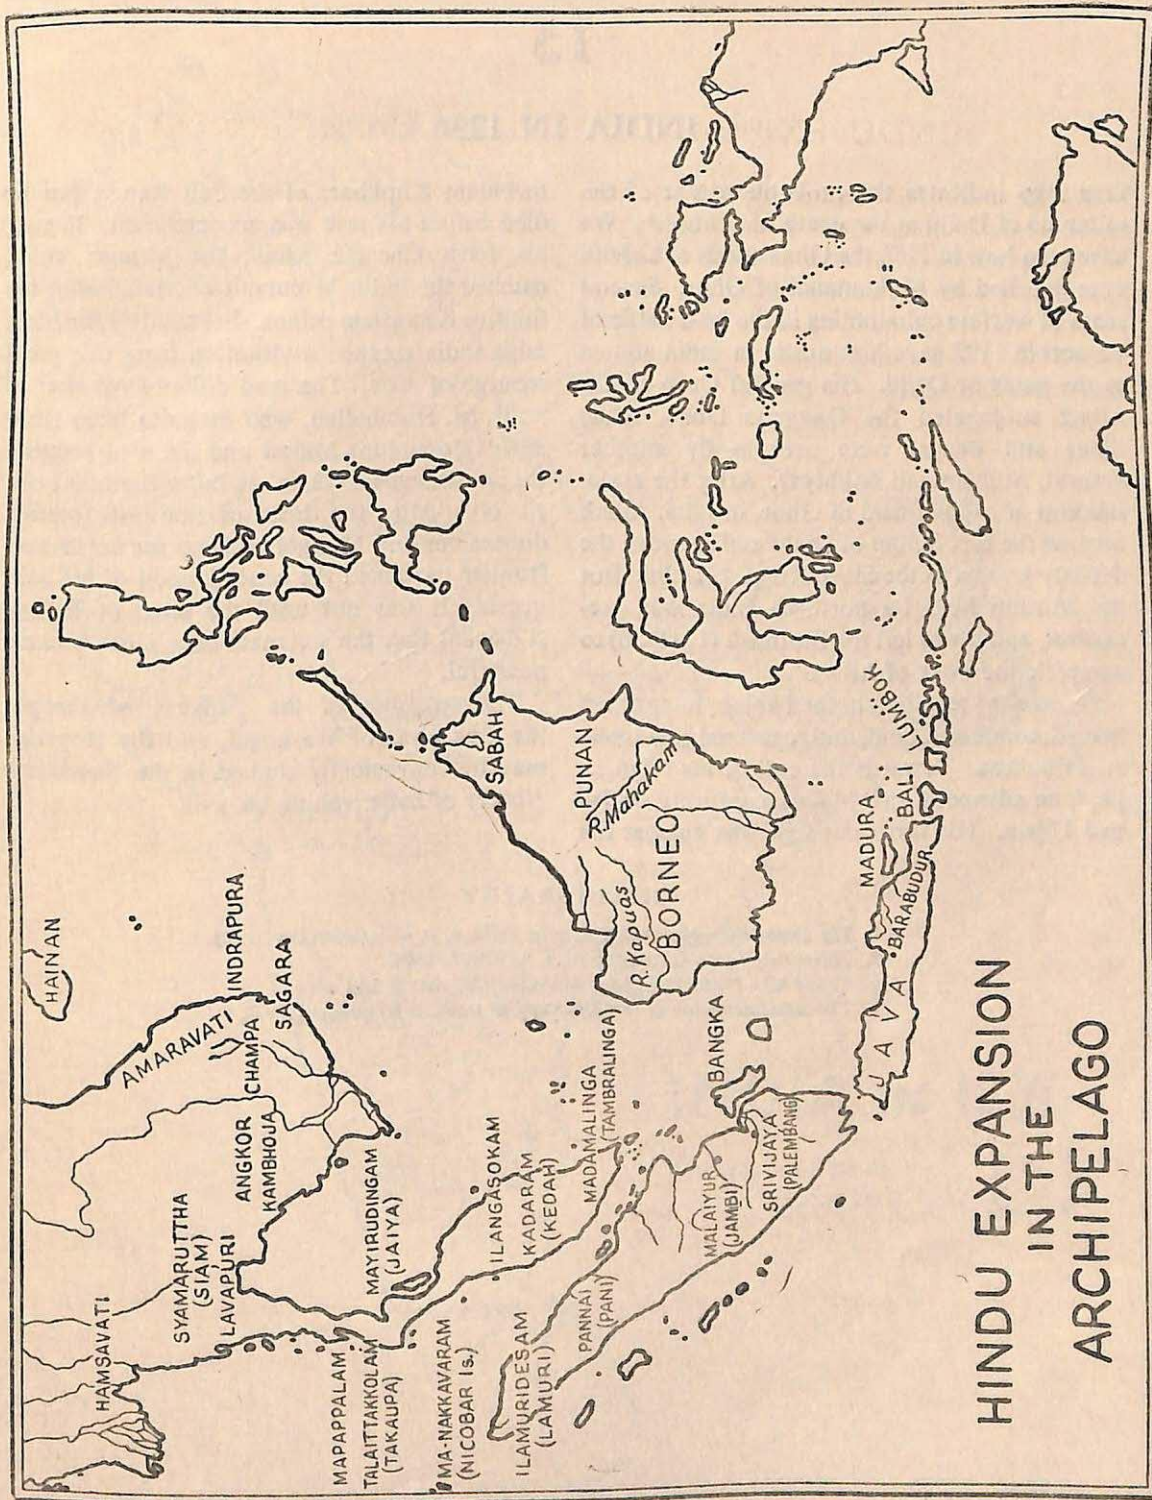 HAINAN
AMARAVATI
INDRAPURA
CHAMPA
SAGARA
ANGKOR
KAMBHOJA
SYAMARUTTHA
(SIAM)
LAVAPURI
HAMSAVATI
MAPAPPALAM
TALAITTAKKOLAM
(TAKAUPA)
MAYIRUDINGAM
(JAIYA)
MA-NAKKAVARAM
(NICOBAR Is.)
ILANGASOKAM
KADARAM
(KEDAH)
MADAMALINGA
(TAMBRALINGA)
ILAMURIDESAM
(LAMURI)
PANNAI
(PANI)
MALAIYUR
(JAMBI)
SRIVIJAYA
(PALEMBANG)
BANGKA
SABAH
PUNAN
R.Mahakam
R.Kapuas
BORNEO
JAVA
BARABUDUR
MADURA
BALI
LUMBOK
HINDU EXPANSION
IN THE
ARCHIPELAGO